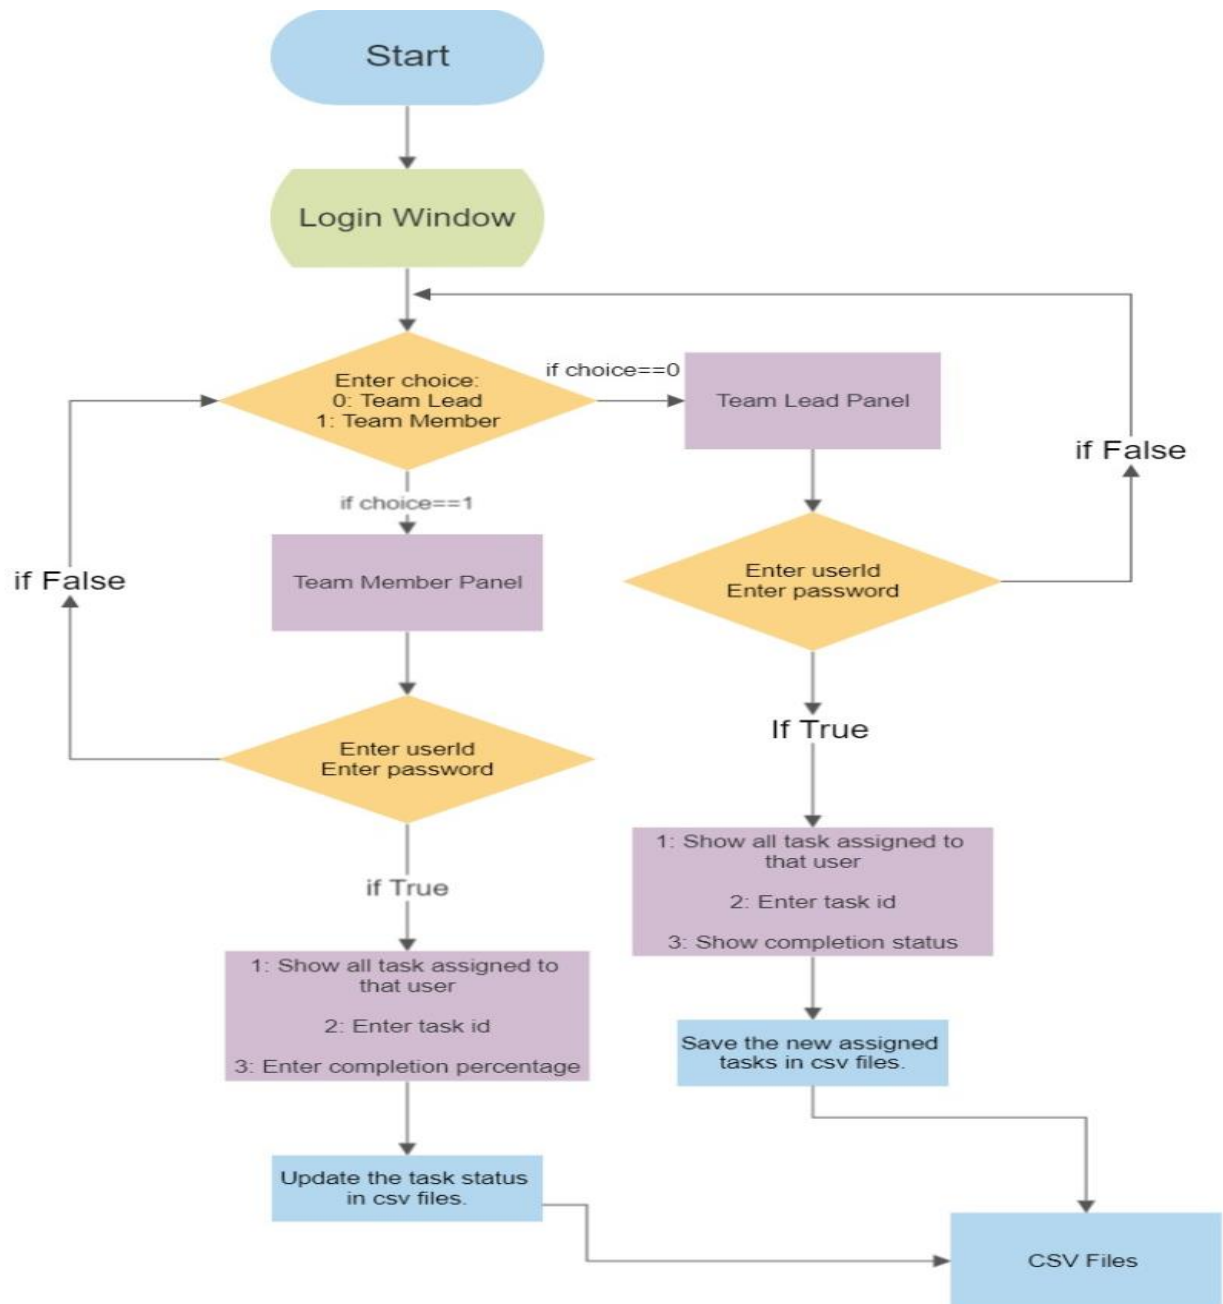 Start
Login Window
Enter choice:
0: Team Lead
1: Team Member
if choice==0
Team Lead Panel
if False
if choice==1
Team Member Panel
if False
Enter userId
Enter password
If True
Enter userId
Enter password
if True
1: Show all task assigned to
that user
2: Enter task id
3: Show completion status
1: Show all task assigned to
that user
2: Enter task id
3: Enter completion percentage
Save the new assigned
tasks in csv files.
Update the task status
in csv files.
CSV Files